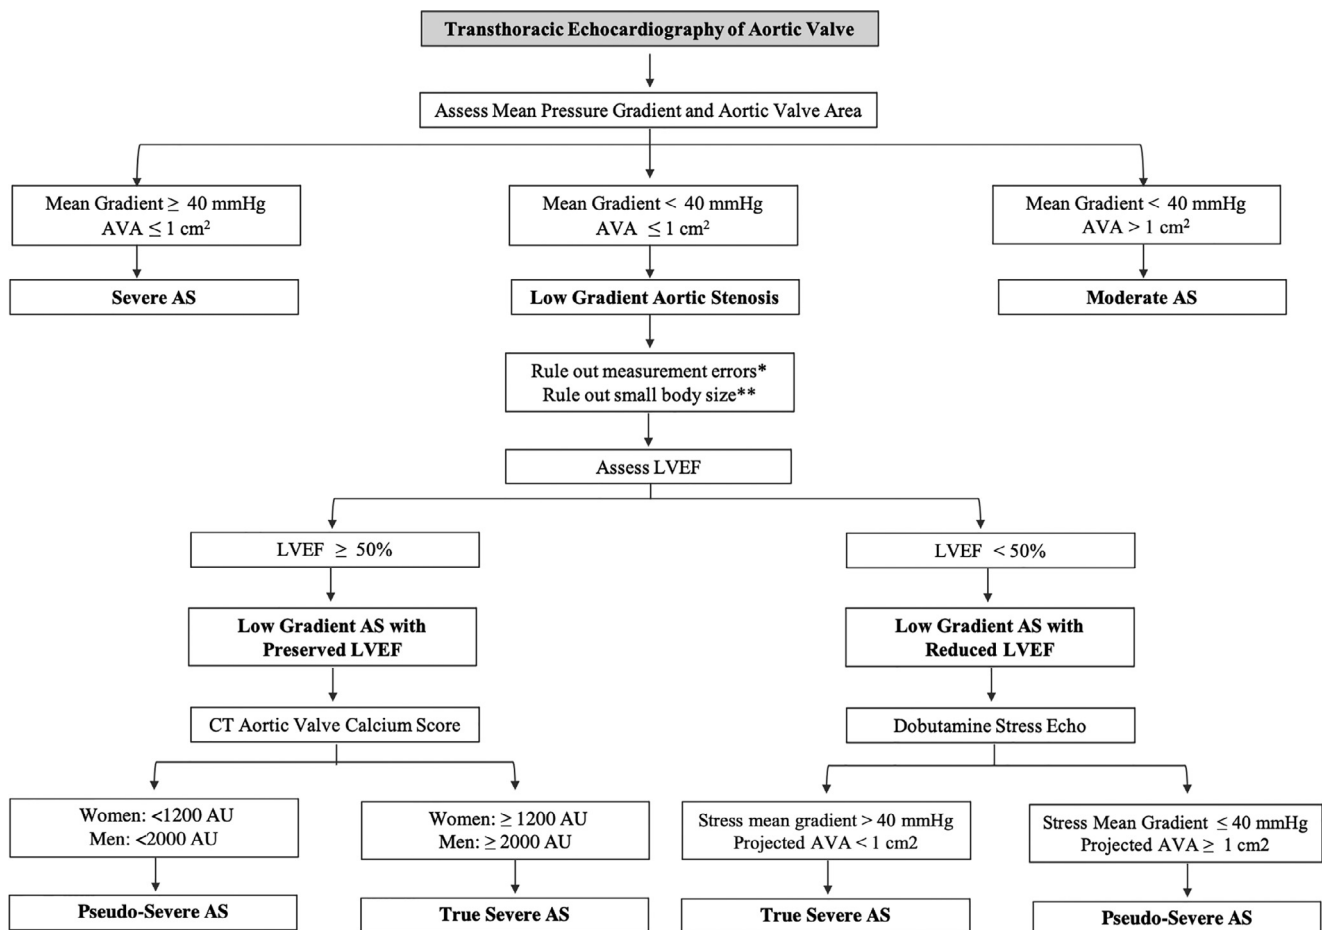 Transthoracic Echocardiography of Aortic Valve
Assess Mean Pressure Gradient and Aortic Valve Area
Mean Gradient ≥ 40 mmHg
AVA ≤ 1 cm²
Mean Gradient < 40 mmHg
AVA ≤ 1 cm²
Mean Gradient < 40 mmHg
AVA > 1 cm²
Severe AS
Low Gradient Aortic Stenosis
Moderate AS
Rule out measurement errors*
Rule out small body size**
Assess LVEF
LVEF ≥ 50%
LVEF < 50%
Low Gradient AS with
Preserved LVEF
Low Gradient AS with
Reduced LVEF
CT Aortic Valve Calcium Score
Dobutamine Stress Echo
Women: <1200 AU
Men: <2000 AU
Women: ≥ 1200 AU
Men: ≥ 2000 AU
Stress mean gradient > 40 mmHg
Projected AVA < 1 cm2
Stress Mean Gradient ≤ 40 mmHg
Projected AVA ≥ 1 cm2
Pseudo-Severe AS
True Severe AS
True Severe AS
Pseudo-Severe AS